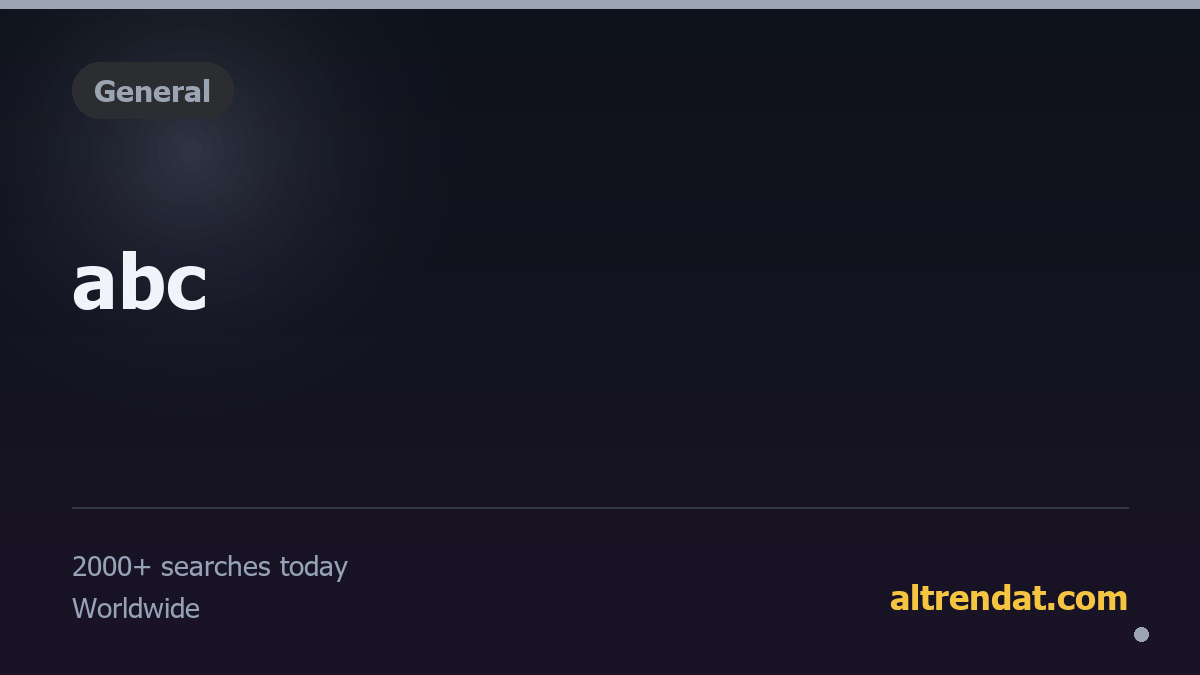 General
abc
2000+ searches today
Worldwide
altrendat.com